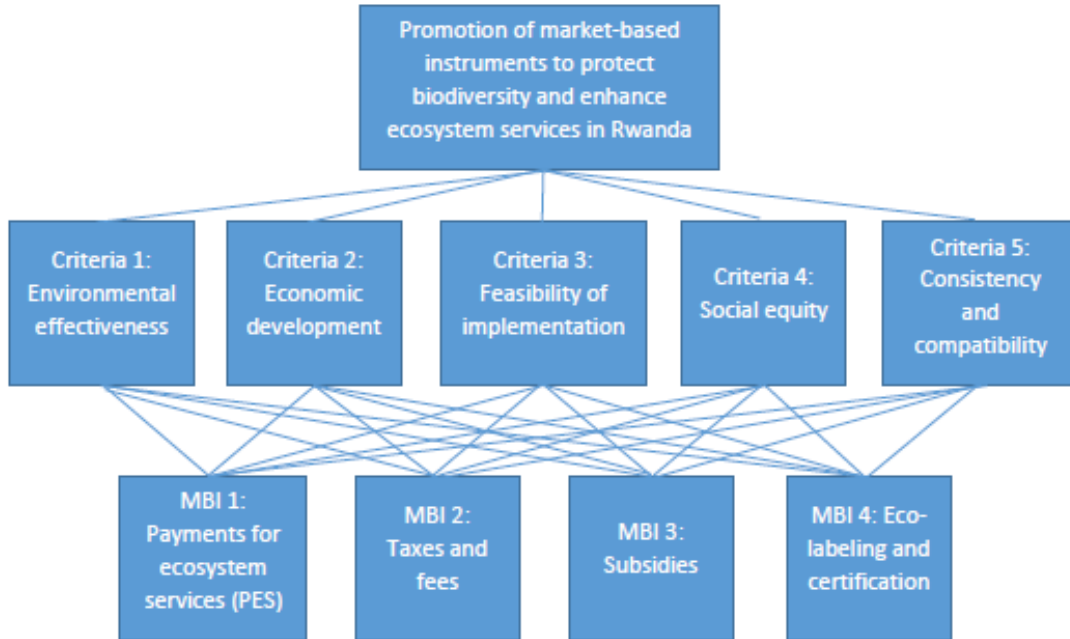 Promotion of market-based
instruments to protect
biodiversity and enhance
ecosystem services in Rwanda
Criteria 1:
Environmental
effectiveness
Criteria 2:
Economic
development
Criteria 3:
Feasibility of
implementation
Criteria 4:
Social equity
Criteria 5:
Consistency
and
compatibility
MBI 1:
Payments for
ecosystem
services (PES)
MBI 2:
Taxes and
fees
MBI 3:
Subsidies
MBI 4: Eco-
labeling and
certification